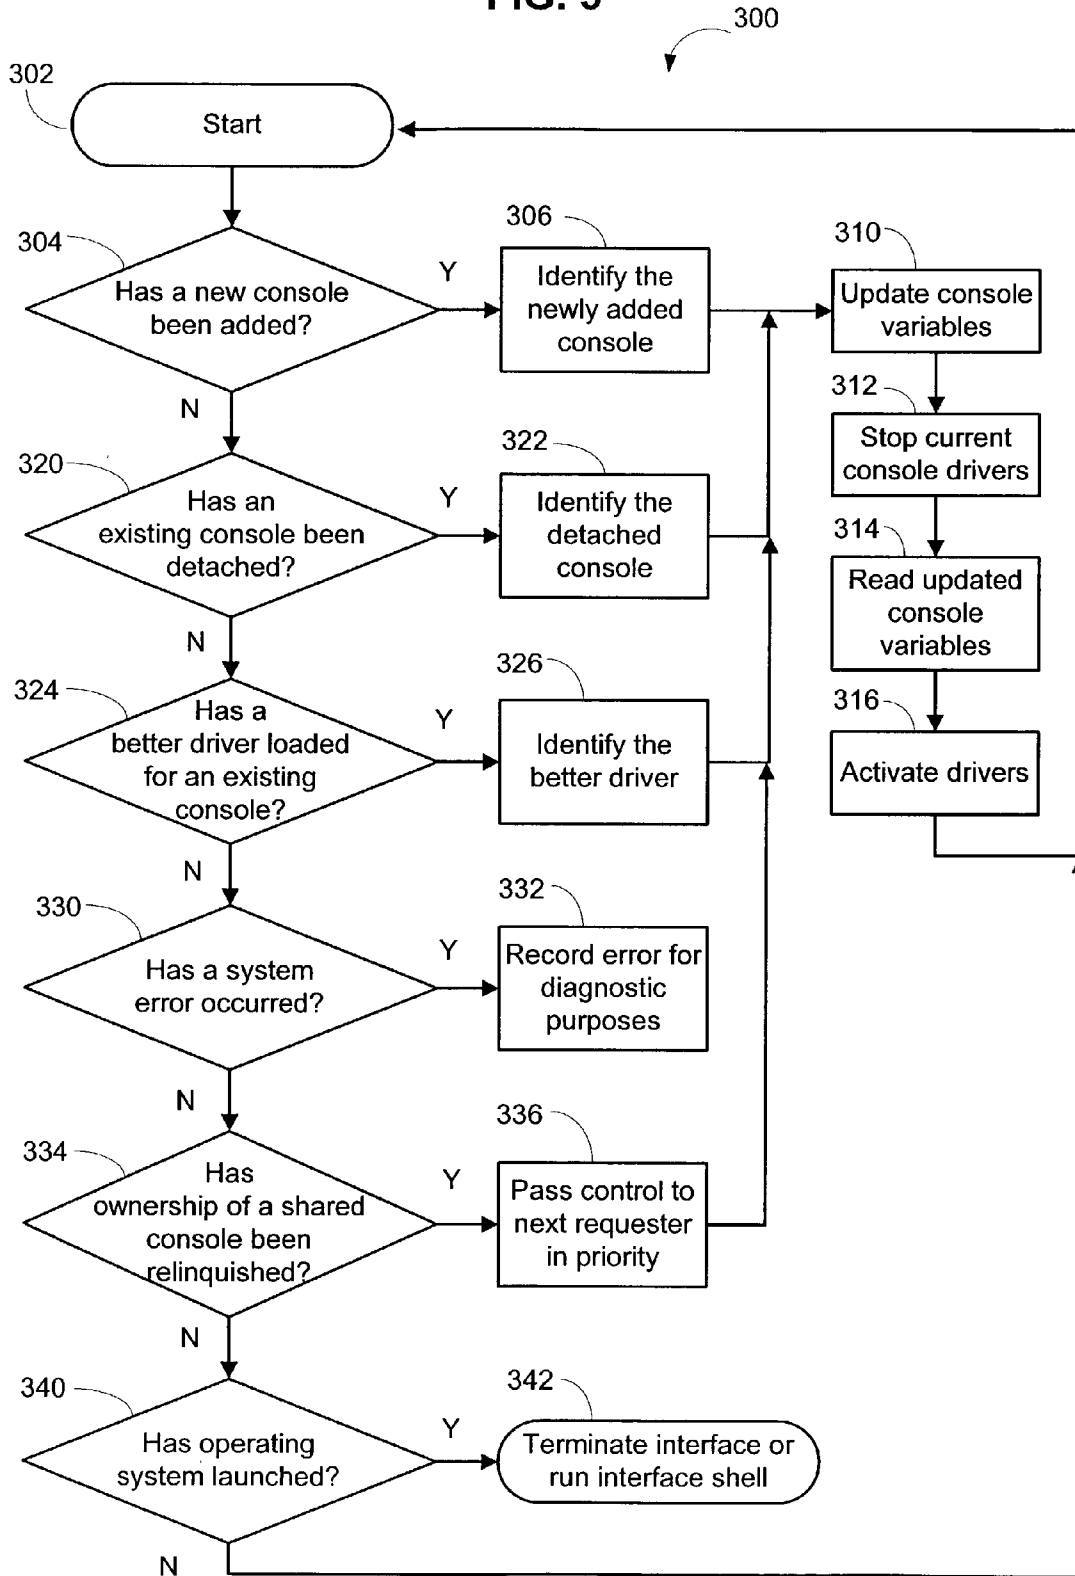 300
302
Start
304
Has a new console
been added?
Y
N
306
Identify the
newly added
console
310
Update console
variables
312
Stop current
console drivers
314
Read updated
console
variables
316
Activate drivers
320
Has an
existing console been
detached?
Y
N
322
Identify the
detached
console
324
Has a
better driver loaded
for an existing
console?
Y
N
326
Identify the
better driver
330
Has a system
error occurred?
Y
N
332
Record error for
diagnostic
purposes
334
Has
ownership of a shared
console been
relinquished?
Y
N
336
Pass control to
next requester
in priority
340
Has operating
system launched?
Y
N
342
Terminate interface or
run interface shell